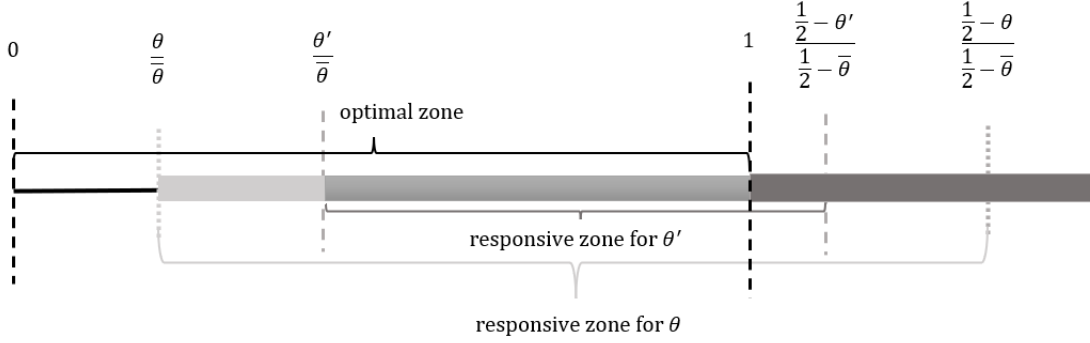 0
θ
θ̅
θ′
θ̅
1
1/2 − θ′
1/2 − θ̅
1/2 − θ
1/2 − θ̅
optimal zone
responsive zone for θ′
responsive zone for θ